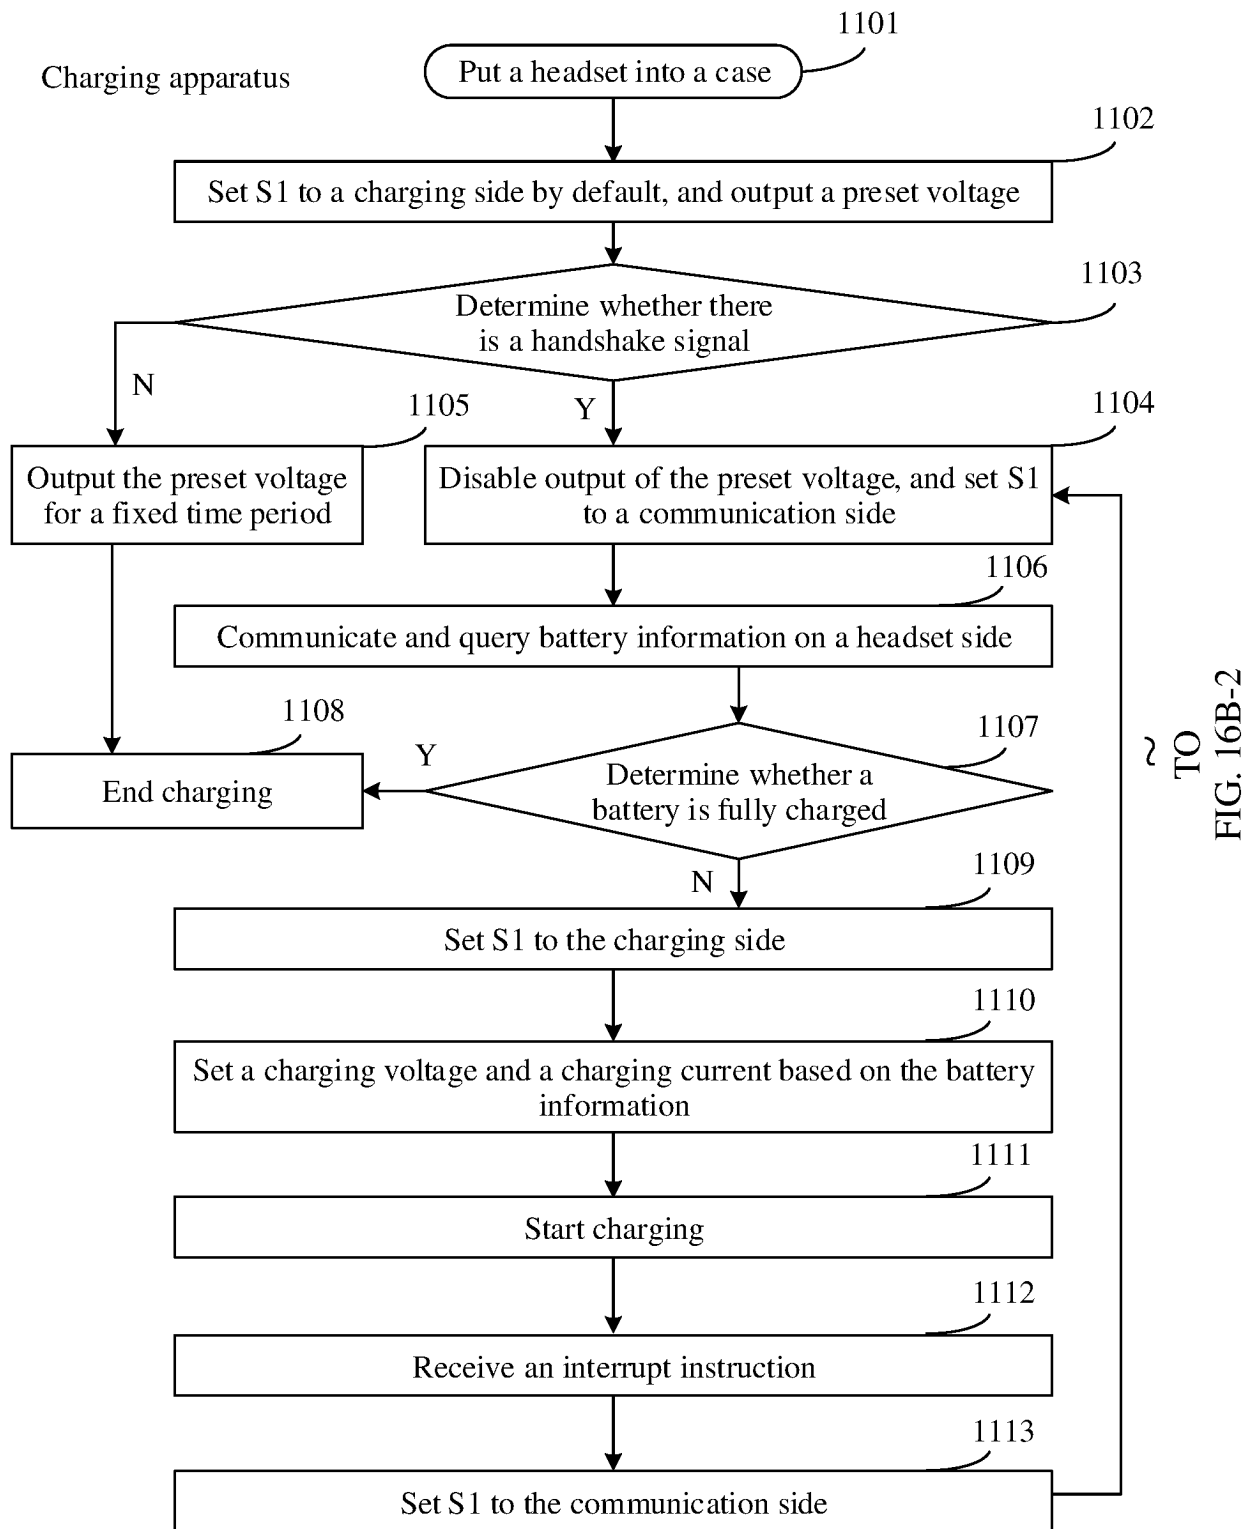 1101
Charging apparatus
Put a headset into a case
1102
Set S1 to a charging side by default, and output a preset voltage
1103
Determine whether there
is a handshake signal
N
Y
1105
1104
Output the preset voltage
for a fixed time period
Disable output of the preset voltage, and set S1
to a communication side
1106
Communicate and query battery information on a headset side
1108
1107
Y
End charging
Determine whether a
battery is fully charged
~
TO
FIG. 16B-2
N
1109
Set S1 to the charging side
1110
Set a charging voltage and a charging current based on the battery
information
1111
Start charging
1112
Receive an interrupt instruction
1113
Set S1 to the communication side